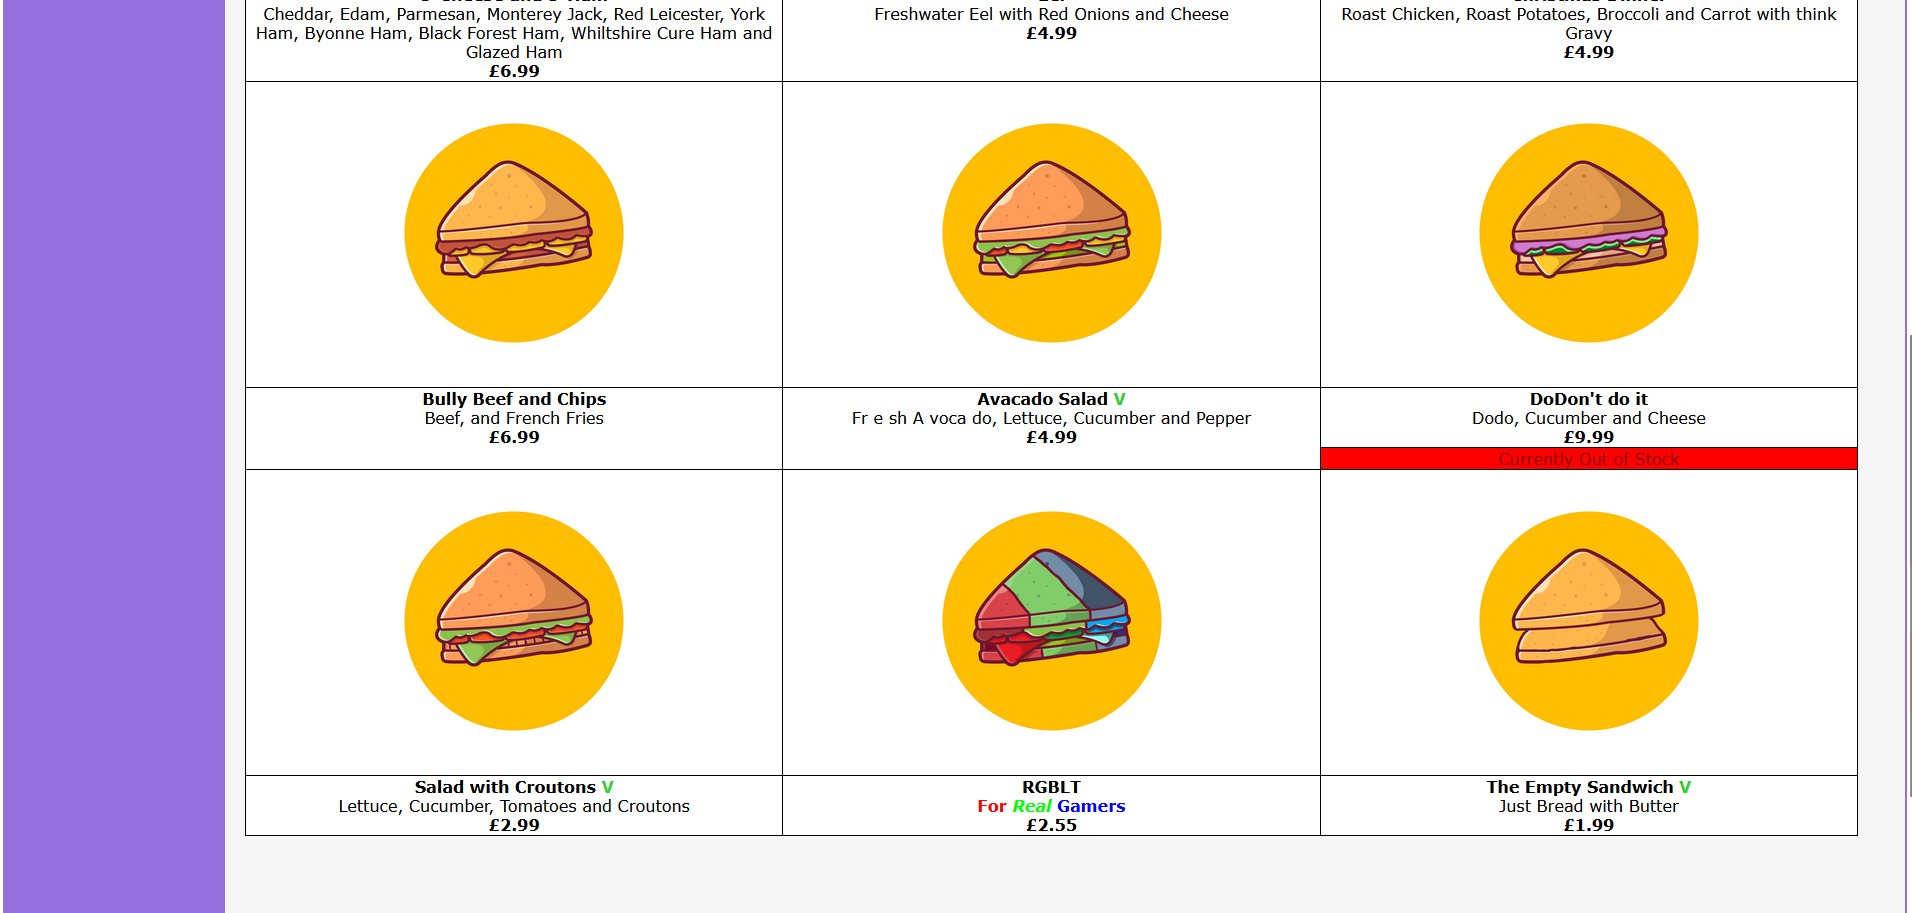 Cheddar, Edam, Parmesan, Monterey Jack, Red Leicester, York
Ham, Byonne Ham, Black Forest Ham, Whiltshire Cure Ham and
Glazed Ham
£6.99
Freshwater Eel with Red Onions and Cheese
£4.99
Roast Chicken, Roast Potatoes, Broccoli and Carrot with think
Gravy
£4.99
Bully Beef and Chips
Beef, and French Fries
£6.99
Avacado Salad V
Fr e sh A voca do, Lettuce, Cucumber and Pepper
£4.99
DoDon't do it
Dodo, Cucumber and Cheese
£9.99
Currently Out of Stock
Salad with Croutons V
Lettuce, Cucumber, Tomatoes and Croutons
£2.99
RGBLT
For Real Gamers
£2.55
The Empty Sandwich V
Just Bread with Butter
£1.99